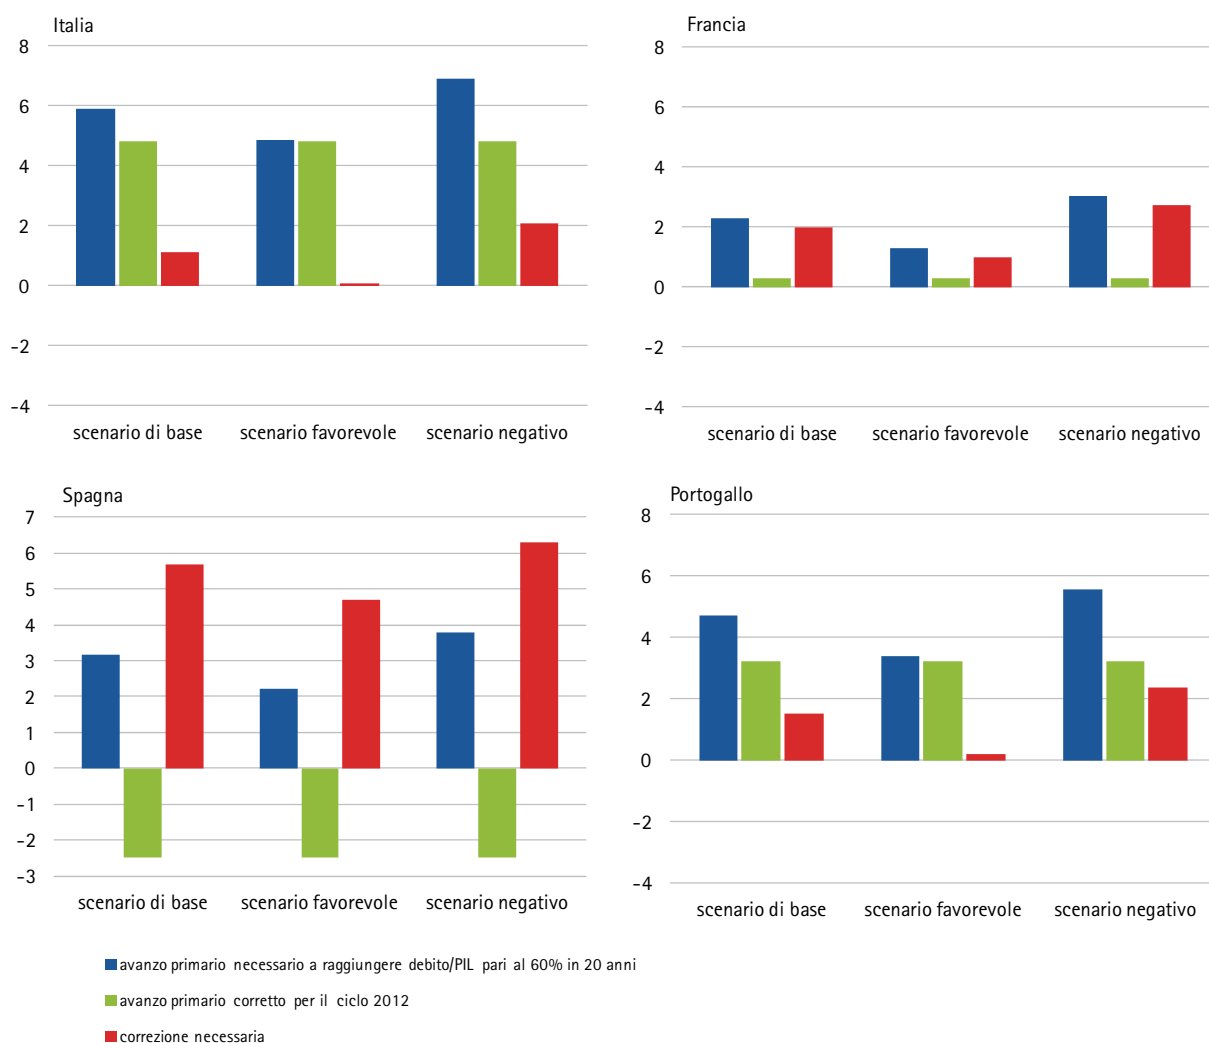 Italia
8
6
4
2
0
-2
-4
scenario di base scenario favorevole scenario negativo
Francia
8
6
4
2
0
-2
-4
scenario di base scenario favorevole scenario negativo
Spagna
7
6
5
4
3
2
1
0
-1
-2
-3
scenario di base scenario favorevole scenario negativo
Portogallo
8
6
4
2
0
-2
-4
scenario di base scenario favorevole scenario negativo
avanzo primario necessario a raggiungere debito/PIL pari al 60% in 20 anni
avanzo primario corretto per il ciclo 2012
correzione necessaria